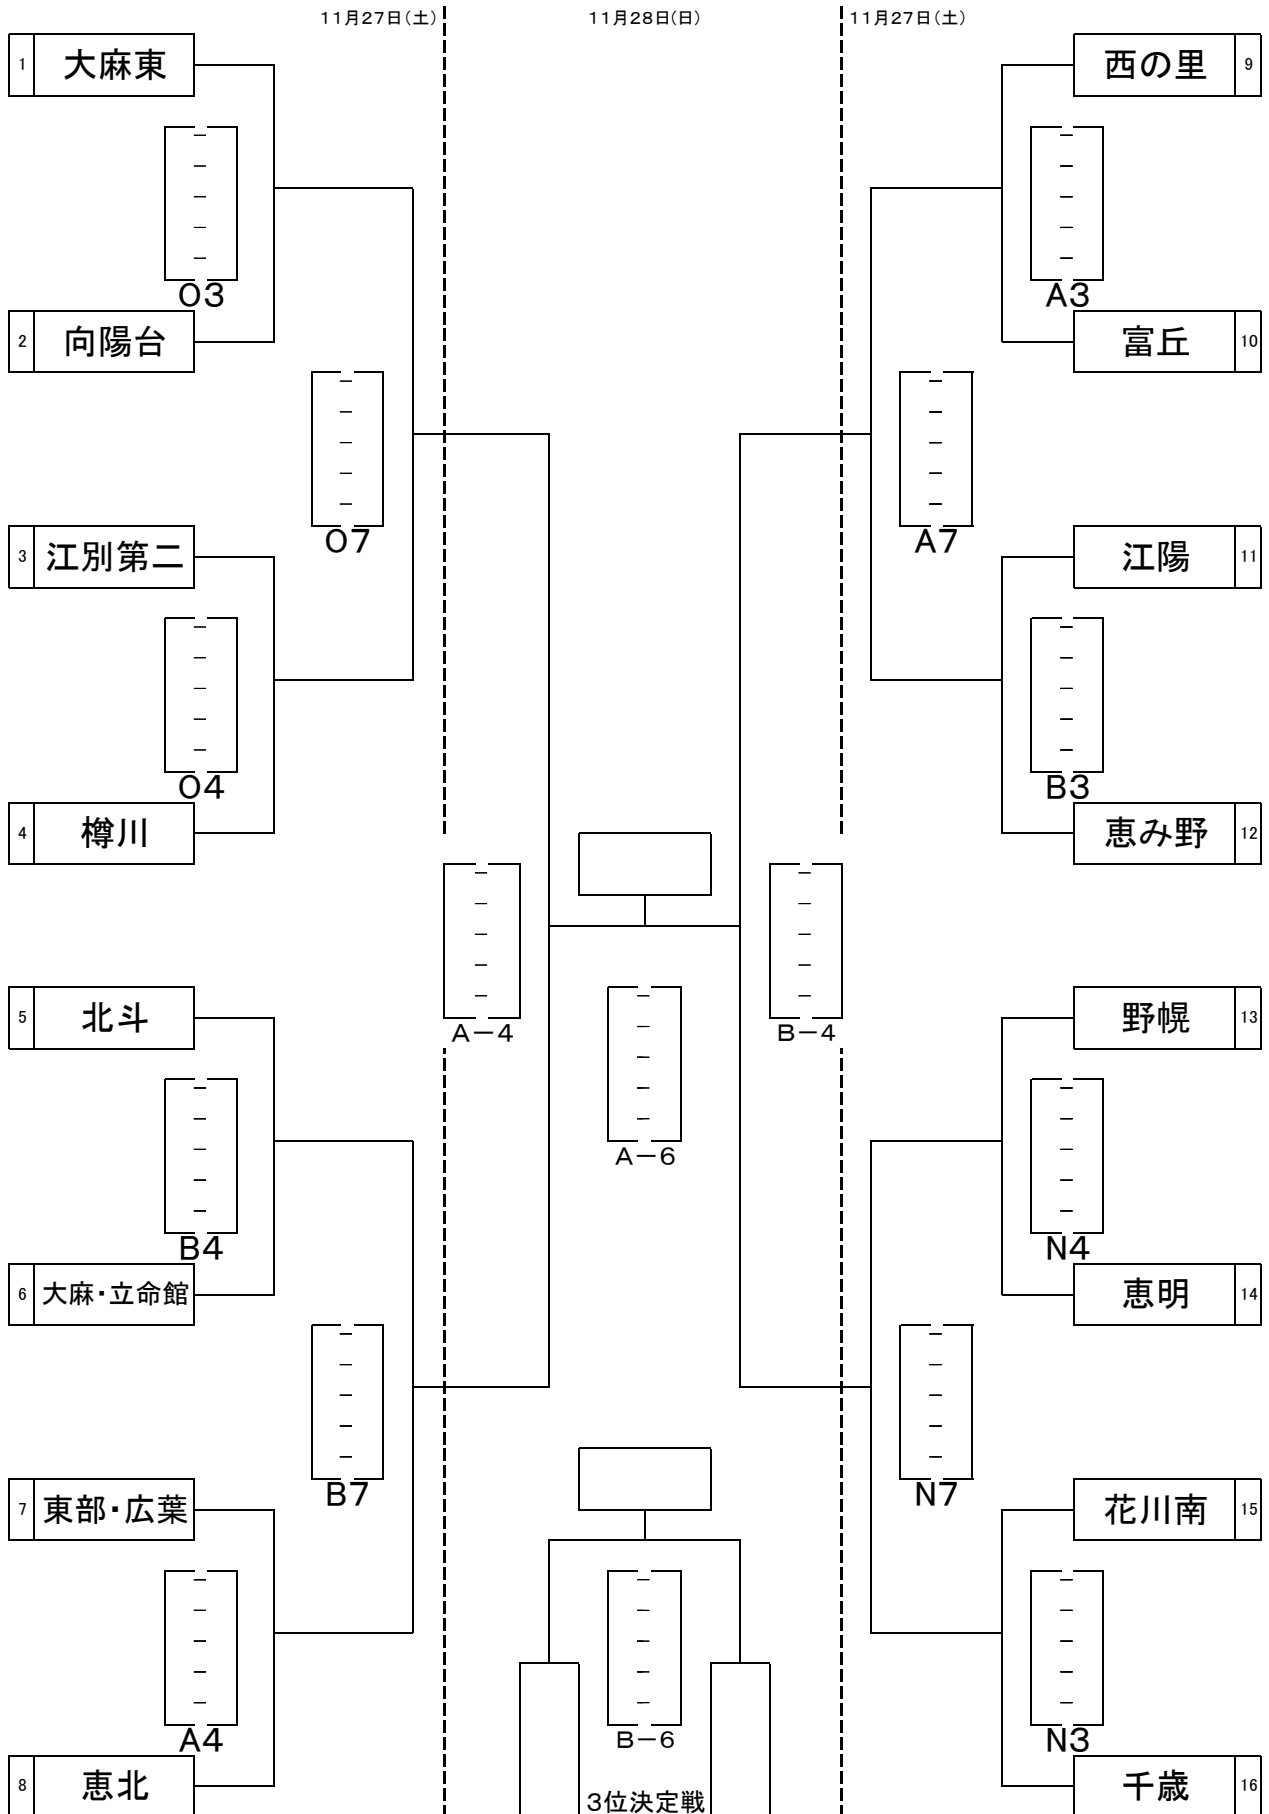 11月27日（土）
11月28日（日）
11月27日（土）
1 大麻東
西の里 9
O3
A3
2 向陽台
富丘 10
O7
A7
3 江別第二
江陽 11
O4
B3
4 樽川
恵み野 12
5 北斗
野幌 13
A－4
B－4
A－6
B4
N4
6 大麻・立命館
恵明 14
B7
N7
7 東部・広葉
花川南 15
A4
B－6
N3
8 恵北
3位決定戦
千歳 16